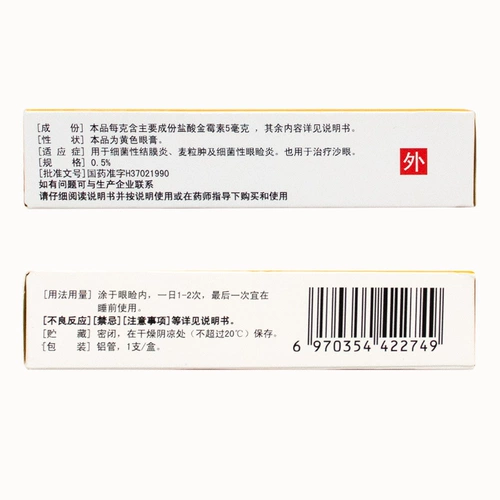 [成　　份] 本品每克含主要成份盐酸金霉素5毫克，其余内容详见说明书。
[性　　状] 本品为黄色眼膏。
[适 应 症] 用于细菌性结膜炎、麦粒肿及细菌性眼睑炎。也用于治疗沙眼。
[规　　格] 0.5%
[批准文号] 国药准字H37021990
如有问题可与生产企业联系
请仔细阅读说明书并按说明使用或在药师指导下购买和使用
外
[用法用量] 涂于眼睑内，一日1-2次，最后一次宜在
睡前使用。
[不良反应][禁忌][注意事项]等详见说明书。
[贮　　藏] 密闭，在干燥阴凉处（不超过20℃）保存。
[包　　装] 铝管，1支/盒。
6 970354 422749